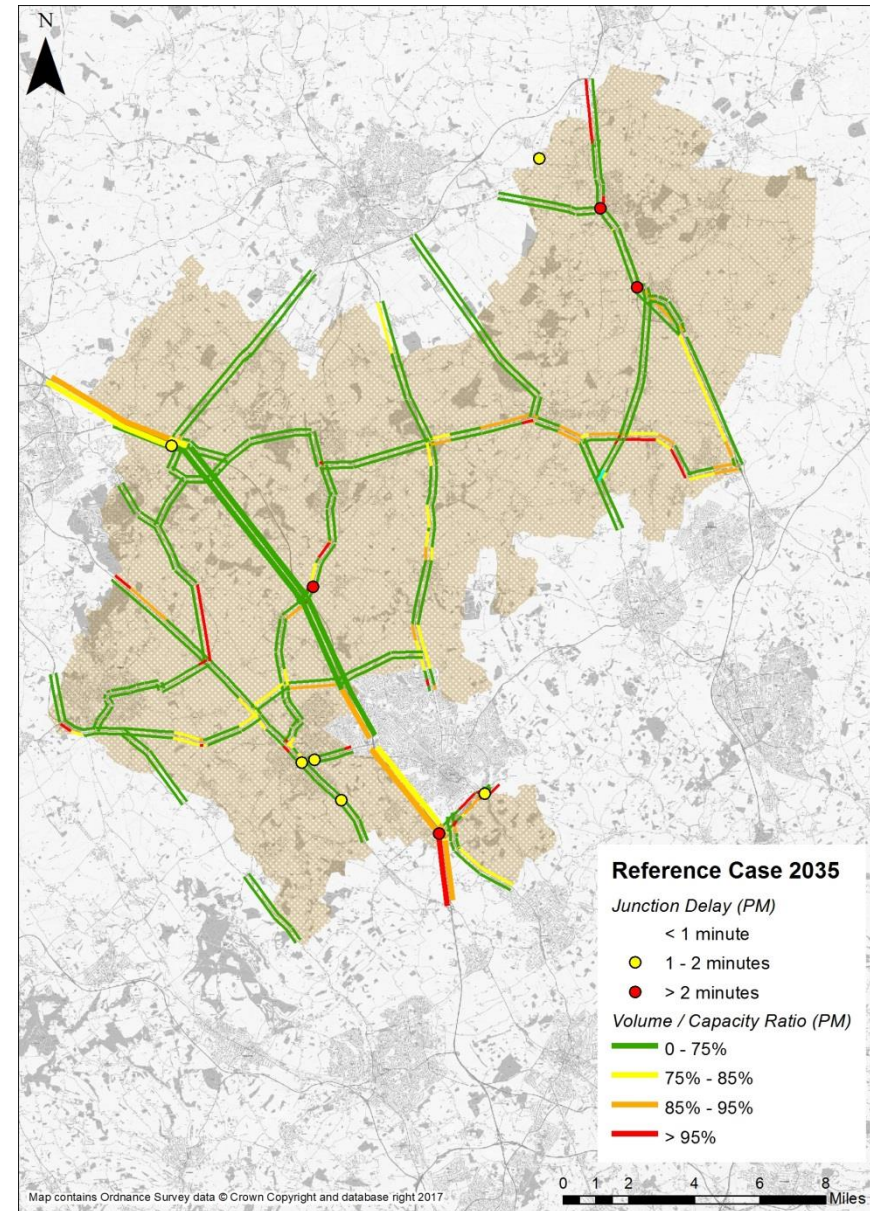 N
Reference Case 2035
Junction Delay (PM)
< 1 minute
1 - 2 minutes
> 2 minutes
Volume / Capacity Ratio (PM)
0 - 75%
75% - 85%
85% - 95%
> 95%
0 1 2 4 6 8
Miles
Map contains Ordnance Survey data © Crown Copyright and database right 2017